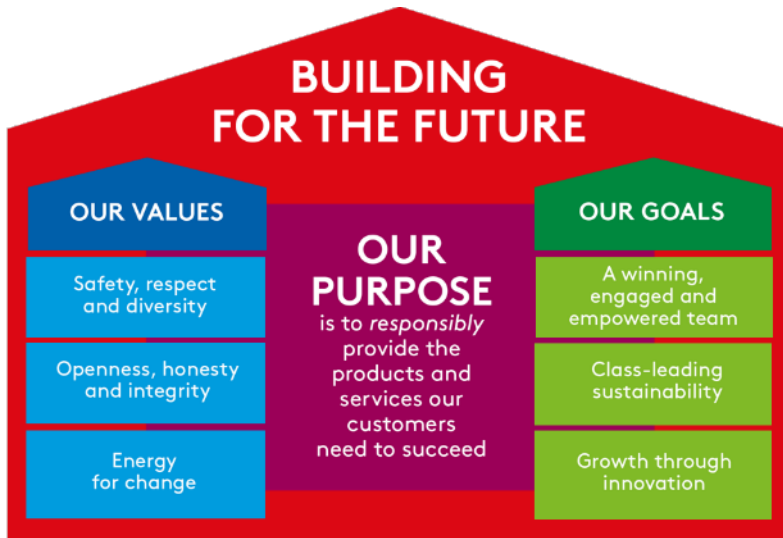 BUILDING
FOR THE FUTURE
OUR VALUES
Safety, respect
and diversity
Openness, honesty
and integrity
Energy
for change
OUR
PURPOSE
is to responsibly
provide the
products and
services our
customers
need to succeed
OUR GOALS
A winning,
engaged and
empowered team
Class-leading
sustainability
Growth through
innovation